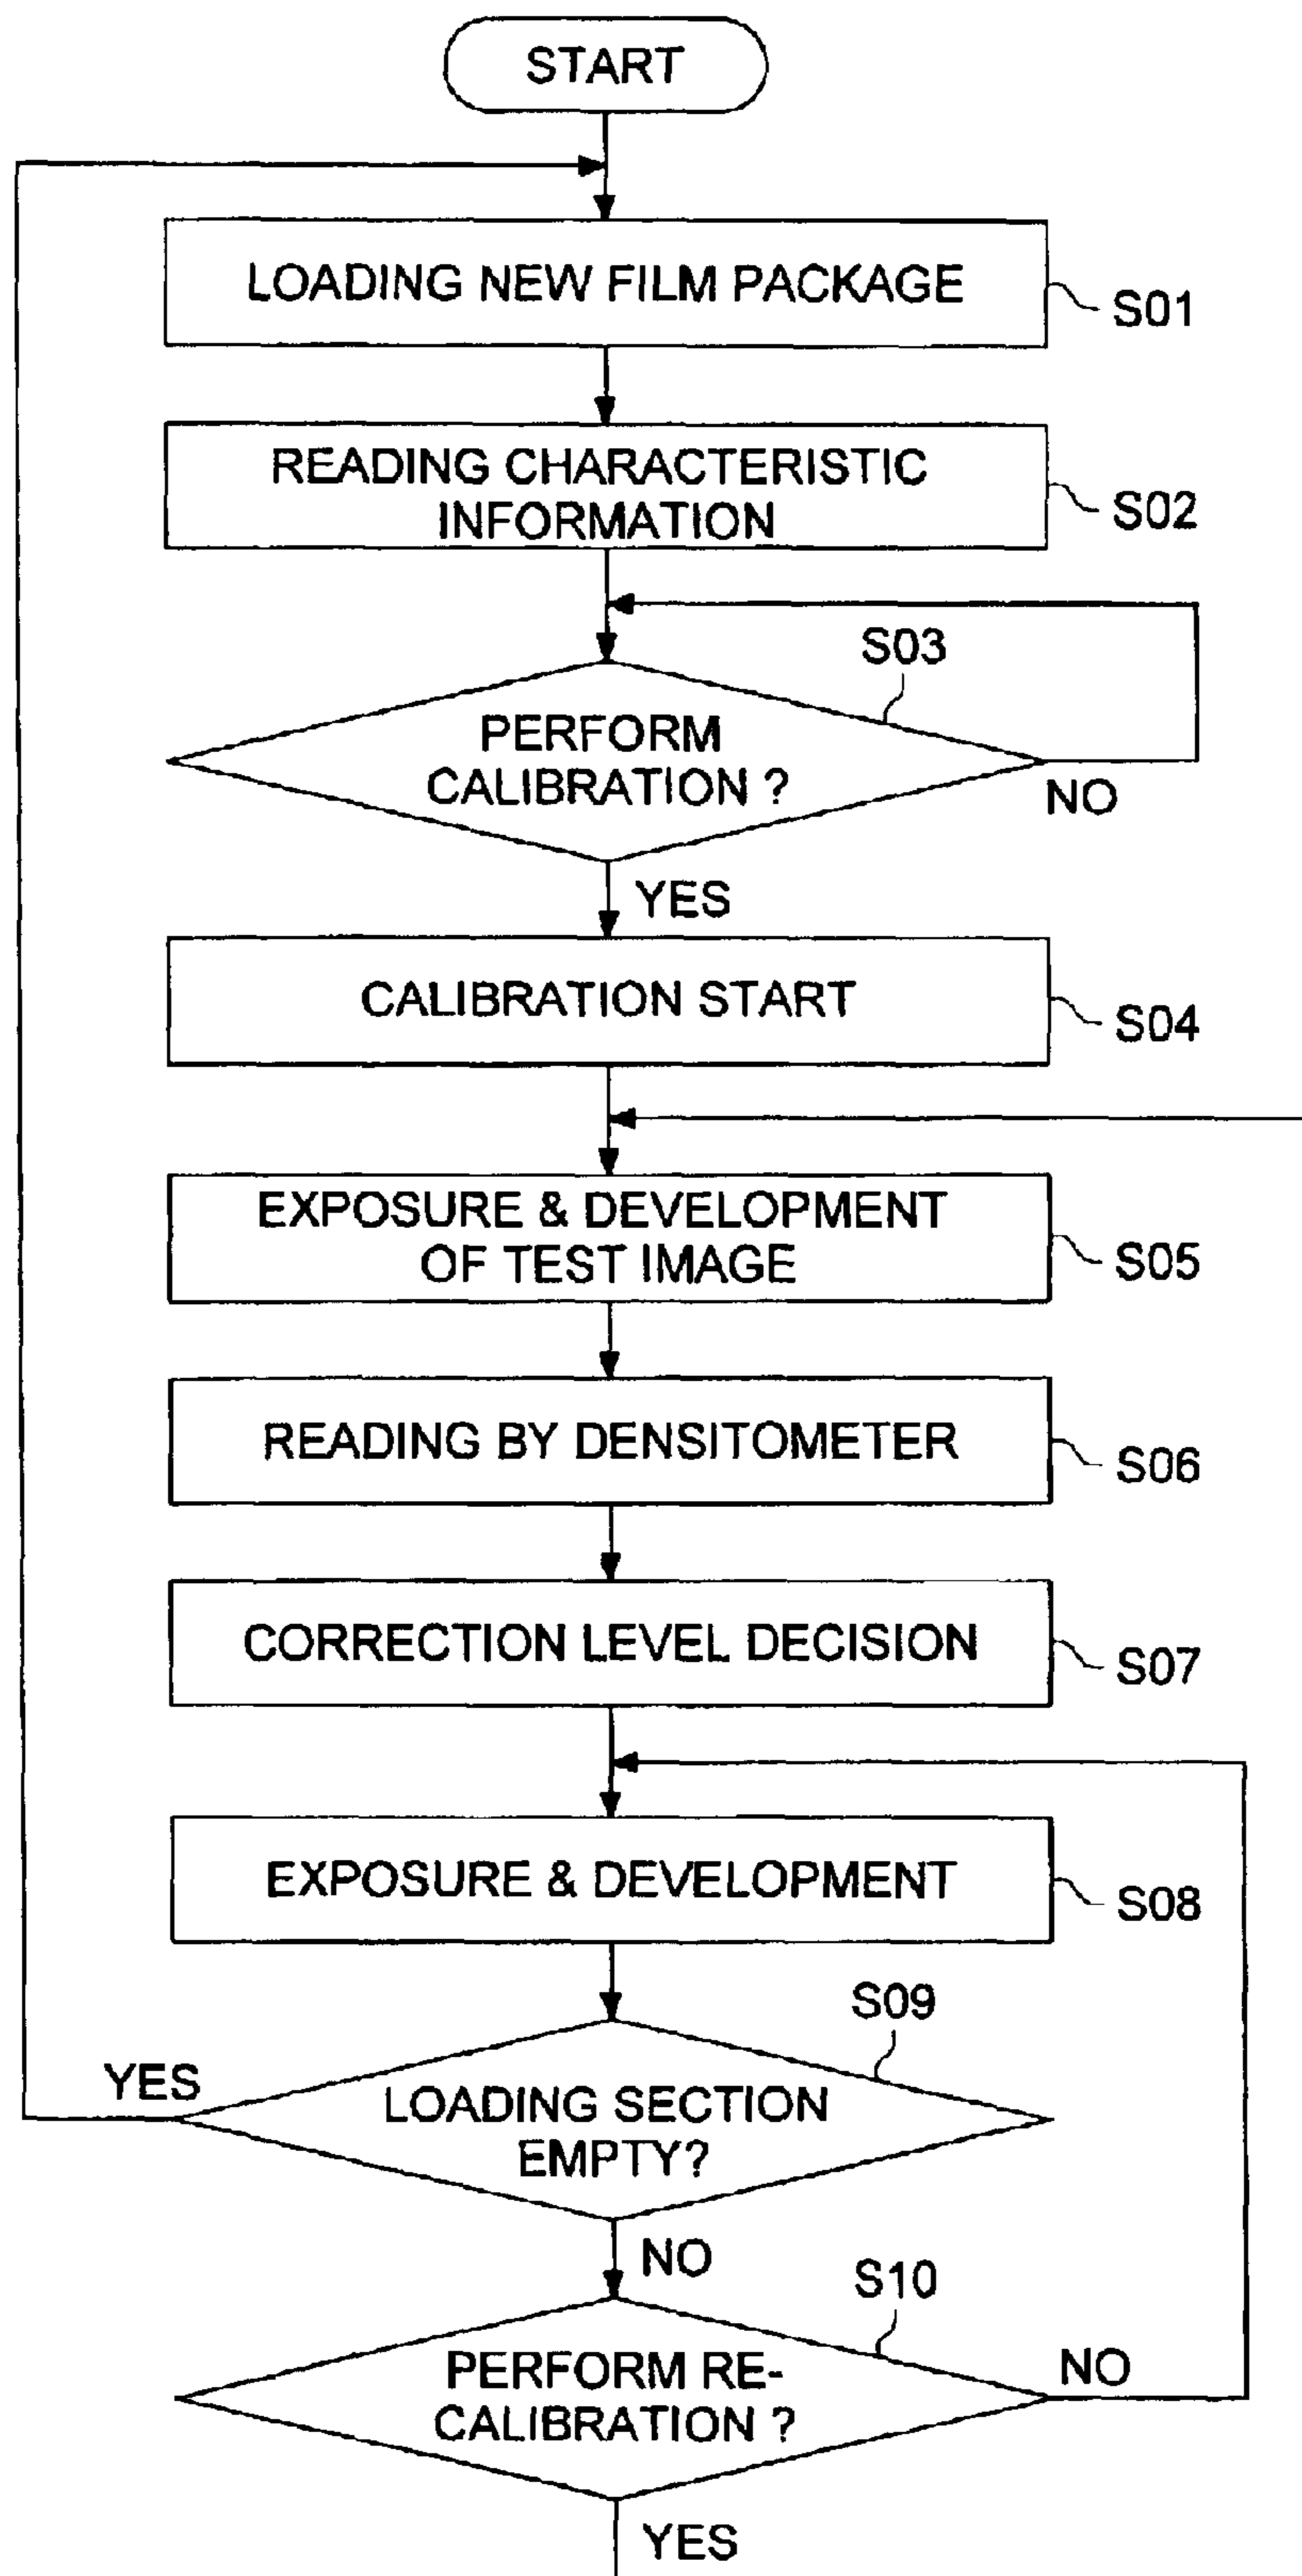 START
LOADING NEW FILM PACKAGE
S01
READING CHARACTERISTIC
INFORMATION
S02
S03
PERFORM
CALIBRATION ?
NO
YES
CALIBRATION START
S04
EXPOSURE & DEVELOPMENT
OF TEST IMAGE
S05
READING BY DENSITOMETER
S06
CORRECTION LEVEL DECISION
S07
EXPOSURE & DEVELOPMENT
S08
S09
YES
LOADING SECTION
EMPTY?
NO
S10
PERFORM RE-
CALIBRATION ?
NO
YES